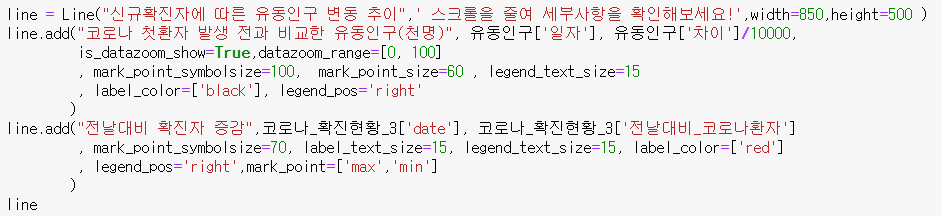 line = Line("신규확진자에 따른 유동인구 변동 추이",' 스크롤을 줄여 세부사항을 확인해보세요!',width=850,height=500 )
line.add("코로나 첫환자 발생 전과 비교한 유동인구(천명)", 유동인구['일자'], 유동인구['차이']/10000,
is_datazoom_show=True,datazoom_range=[0, 100]
, mark_point_symbolsize=100,  mark_point_size=60 , legend_text_size=15
, label_color=['black'], legend_pos='right'
)
line.add("전날대비 확진자 증감",코로나_확진현황_3['date'], 코로나_확진현황_3['전날대비_코로나환자']
, mark_point_symbolsize=70, label_text_size=15, legend_text_size=15, label_color=['red']
, legend_pos='right',mark_point=['max','min']
)
line